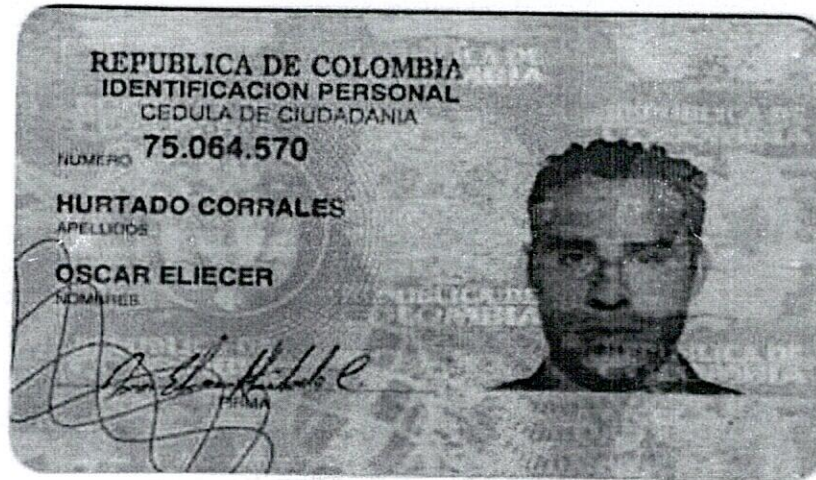 REPUBLICA DE COLOMBIA
IDENTIFICACION PERSONAL
CEDULA DE CIUDADANIA
NUMERO 75.064.570
HURTADO CORRALES
APELLIDOS
OSCAR ELIECER
NOMBRES
FIRMA